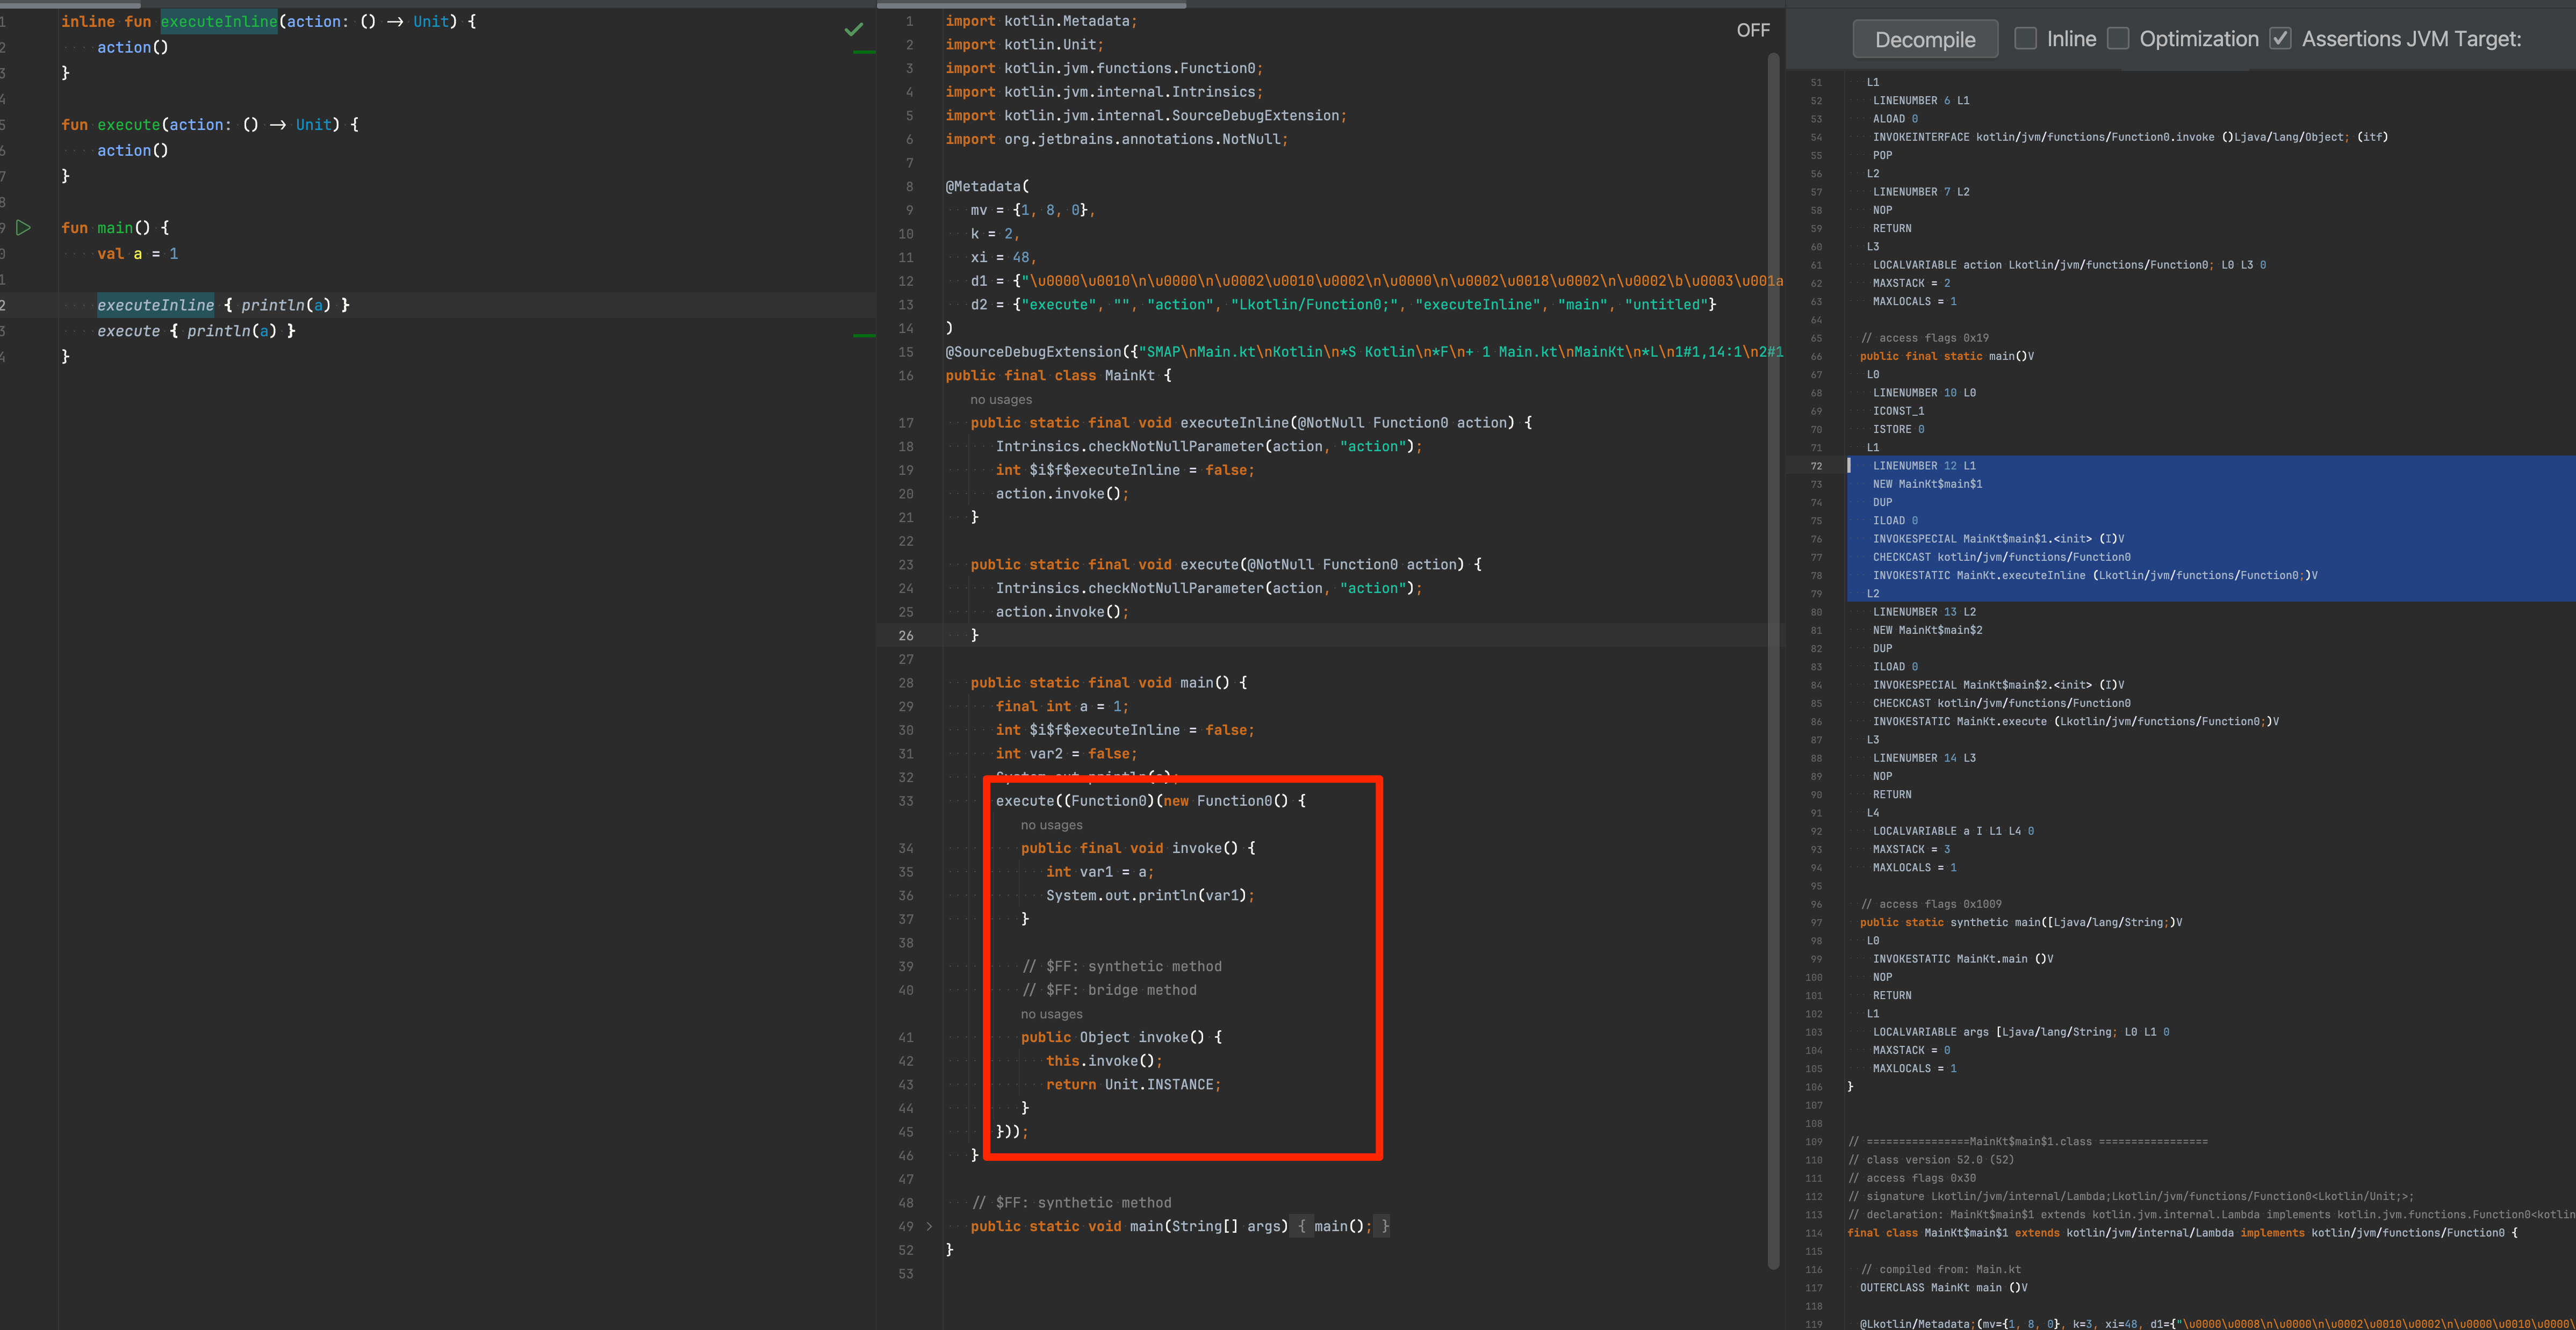 inline fun executeInline(action: () → Unit) {
action()
}
fun execute(action: () → Unit) {
action()
}
fun main() {
val a = 1
executeInline { println(a) }
execute { println(a) }
}
OFF
1 import kotlin.Metadata;
2 import kotlin.Unit;
3 import kotlin.jvm.functions.Function0;
4 import kotlin.jvm.internal.Intrinsics;
5 import kotlin.jvm.internal.SourceDebugExtension;
6 import org.jetbrains.annotations.NotNull;
7
8 @Metadata(
9 mv = {1, 8, 0},
10 k = 2,
11 xi = 48,
12 d1 = {"\u0000\u0010\n\u0000\n\u0002\u0010\u0002\n\u0000\n\u0002\u0018\u0002\n\u0002\b\u0003\u001a
13 d2 = {"execute", "", "action", "Lkotlin/Function0;", "executeInline", "main", "untitled"}
14 )
15 @SourceDebugExtension({"SMAP\nMain.kt\nKotlin\n*S Kotlin\n*F\n+ 1 Main.kt\nMainKt\n*L\n1#1,14:1\n2#1
16 public final class MainKt {
no usages
17 public static final void executeInline(@NotNull Function0 action) {
18 Intrinsics.checkNotNullParameter(action, "action");
19 int $i$f$executeInline = false;
20 action.invoke();
21 }
22
23 public static final void execute(@NotNull Function0 action) {
24 Intrinsics.checkNotNullParameter(action, "action");
25 action.invoke();
26 }
27
28 public static final void main() {
29 final int a = 1;
30 int $i$f$executeInline = false;
31 int var2 = false;
32 System.out.println(a);
33 execute((Function0)(new Function0() {
no usages
34 public final void invoke() {
35 int var1 = a;
36 System.out.println(var1);
37 }
38
39 // $FF: synthetic method
40 // $FF: bridge method
no usages
41 public Object invoke() {
42 this.invoke();
43 return Unit.INSTANCE;
44 }
45 }));
46 }
47
48 // $FF: synthetic method
49 public static void main(String[] args) { main(); }
52 }
53
Decompile Inline Optimization Assertions JVM Target:
51 L1
52 LINENUMBER 6 L1
53 ALOAD 0
54 INVOKEINTERFACE kotlin/jvm/functions/Function0.invoke ()Ljava/lang/Object; (itf)
55 POP
56 L2
57 LINENUMBER 7 L2
58 NOP
59 RETURN
60 L3
61 LOCALVARIABLE action Lkotlin/jvm/functions/Function0; L0 L3 0
62 MAXSTACK = 2
63 MAXLOCALS = 1
64
65 // access flags 0x19
66 public final static main()V
67 L0
68 LINENUMBER 10 L0
69 ICONST_1
70 ISTORE 0
71 L1
72 LINENUMBER 12 L1
73 NEW MainKt$main$1
74 DUP
75 ILOAD 0
76 INVOKESPECIAL MainKt$main$1.<init> (I)V
77 CHECKCAST kotlin/jvm/functions/Function0
78 INVOKESTATIC MainKt.executeInline (Lkotlin/jvm/functions/Function0;)V
79 L2
80 LINENUMBER 13 L2
81 NEW MainKt$main$2
82 DUP
83 ILOAD 0
84 INVOKESPECIAL MainKt$main$2.<init> (I)V
85 CHECKCAST kotlin/jvm/functions/Function0
86 INVOKESTATIC MainKt.execute (Lkotlin/jvm/functions/Function0;)V
87 L3
88 LINENUMBER 14 L3
89 NOP
90 RETURN
91 L4
92 LOCALVARIABLE a I L1 L4 0
93 MAXSTACK = 3
94 MAXLOCALS = 1
95
96 // access flags 0x1009
97 public static synthetic main([Ljava/lang/String;)V
98 L0
99 INVOKESTATIC MainKt.main ()V
100 NOP
101 RETURN
102 L1
103 LOCALVARIABLE args [Ljava/lang/String; L0 L1 0
104 MAXSTACK = 0
105 MAXLOCALS = 1
106 }
107
108
109 // ================MainKt$main$1.class =================
110 // class version 52.0 (52)
111 // access flags 0x30
112 // signature Lkotlin/jvm/internal/Lambda;Lkotlin/jvm/functions/Function0<Lkotlin/Unit;>;
113 // declaration: MainKt$main$1 extends kotlin.jvm.internal.Lambda implements kotlin.jvm.functions.Function0<kotlin
114 final class MainKt$main$1 extends kotlin/jvm/internal/Lambda implements kotlin/jvm/functions/Function0 {
115
116 // compiled from: Main.kt
117 OUTERCLASS MainKt main ()V
118
119 @Lkotlin/Metadata;(mv={1, 8, 0}, k=3, xi=48, d1={"\u0000\u0008\n\u0000\n\u0002\u0010\u0002\n\u0000\u0010\u0000